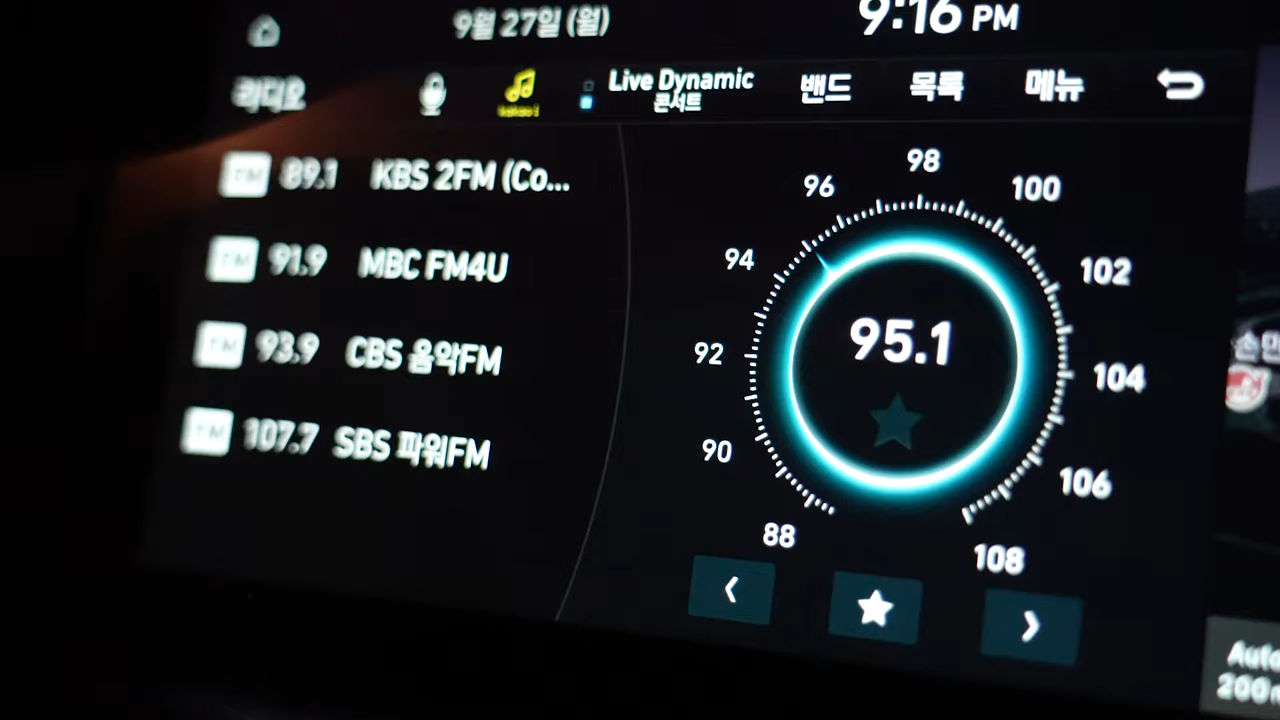 9월 27일 (월)
9:16 PM
라디오
Live Dynamic
콘서트
밴드
목록
메뉴
FM 89.1 KBS 2FM (Co...
FM 91.9 MBC FM4U
FM 93.9 CBS 음악FM
FM 107.7 SBS 파워FM
98
96
100
94
102
95.1
92
104
90
106
88
108
Auto